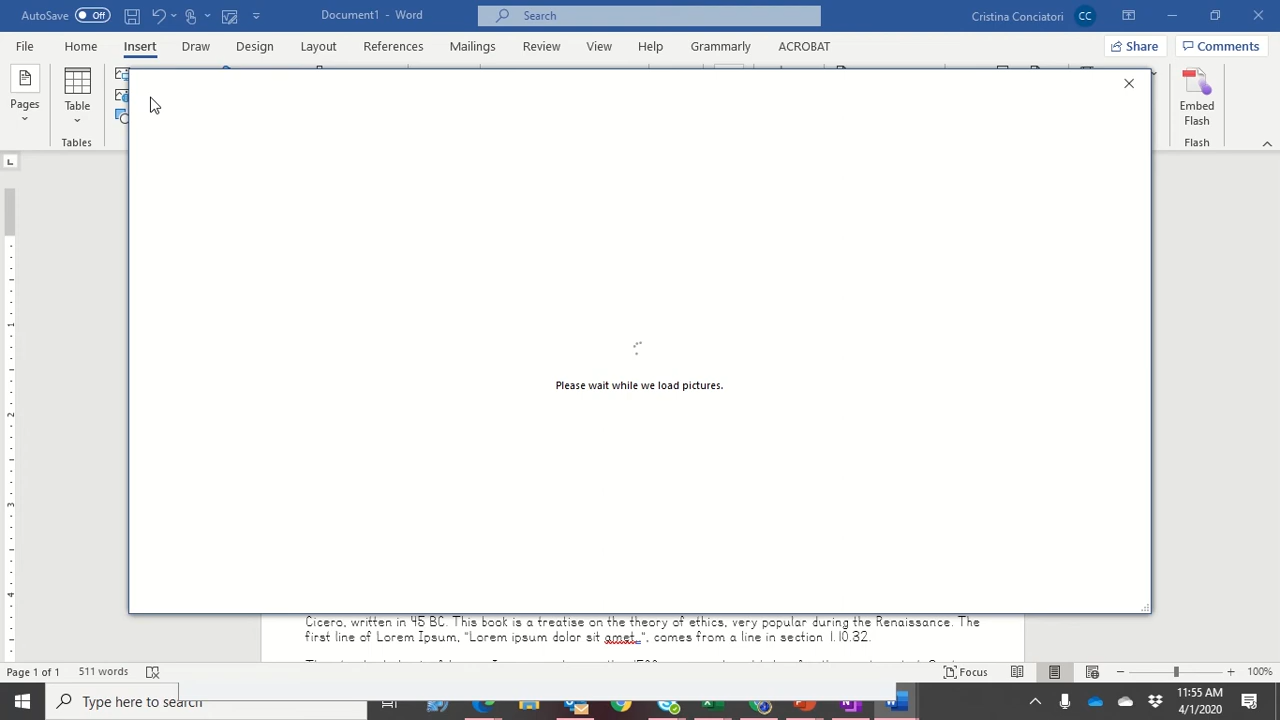 AutoSave Off Document1 - Word Search Cristina Conciatori CC
File Home Insert Draw Design Layout References Mailings Review View Help Grammarly ACROBAT Share Comments
Pages
Table
Tables
Embed
Flash
Flash
Please wait while we load pictures.
1
2
3
4
Cicero, written in 45 BC. This book is a treatise on the theory of ethics, very popular during the Renaissance. The
first line of Lorem Ipsum, "Lorem ipsum dolor sit amet..", comes from a line in section 1.10.32.
Page 1 of 1 511 words Focus 100%
Type here to search
11:55 AM
4/1/2020